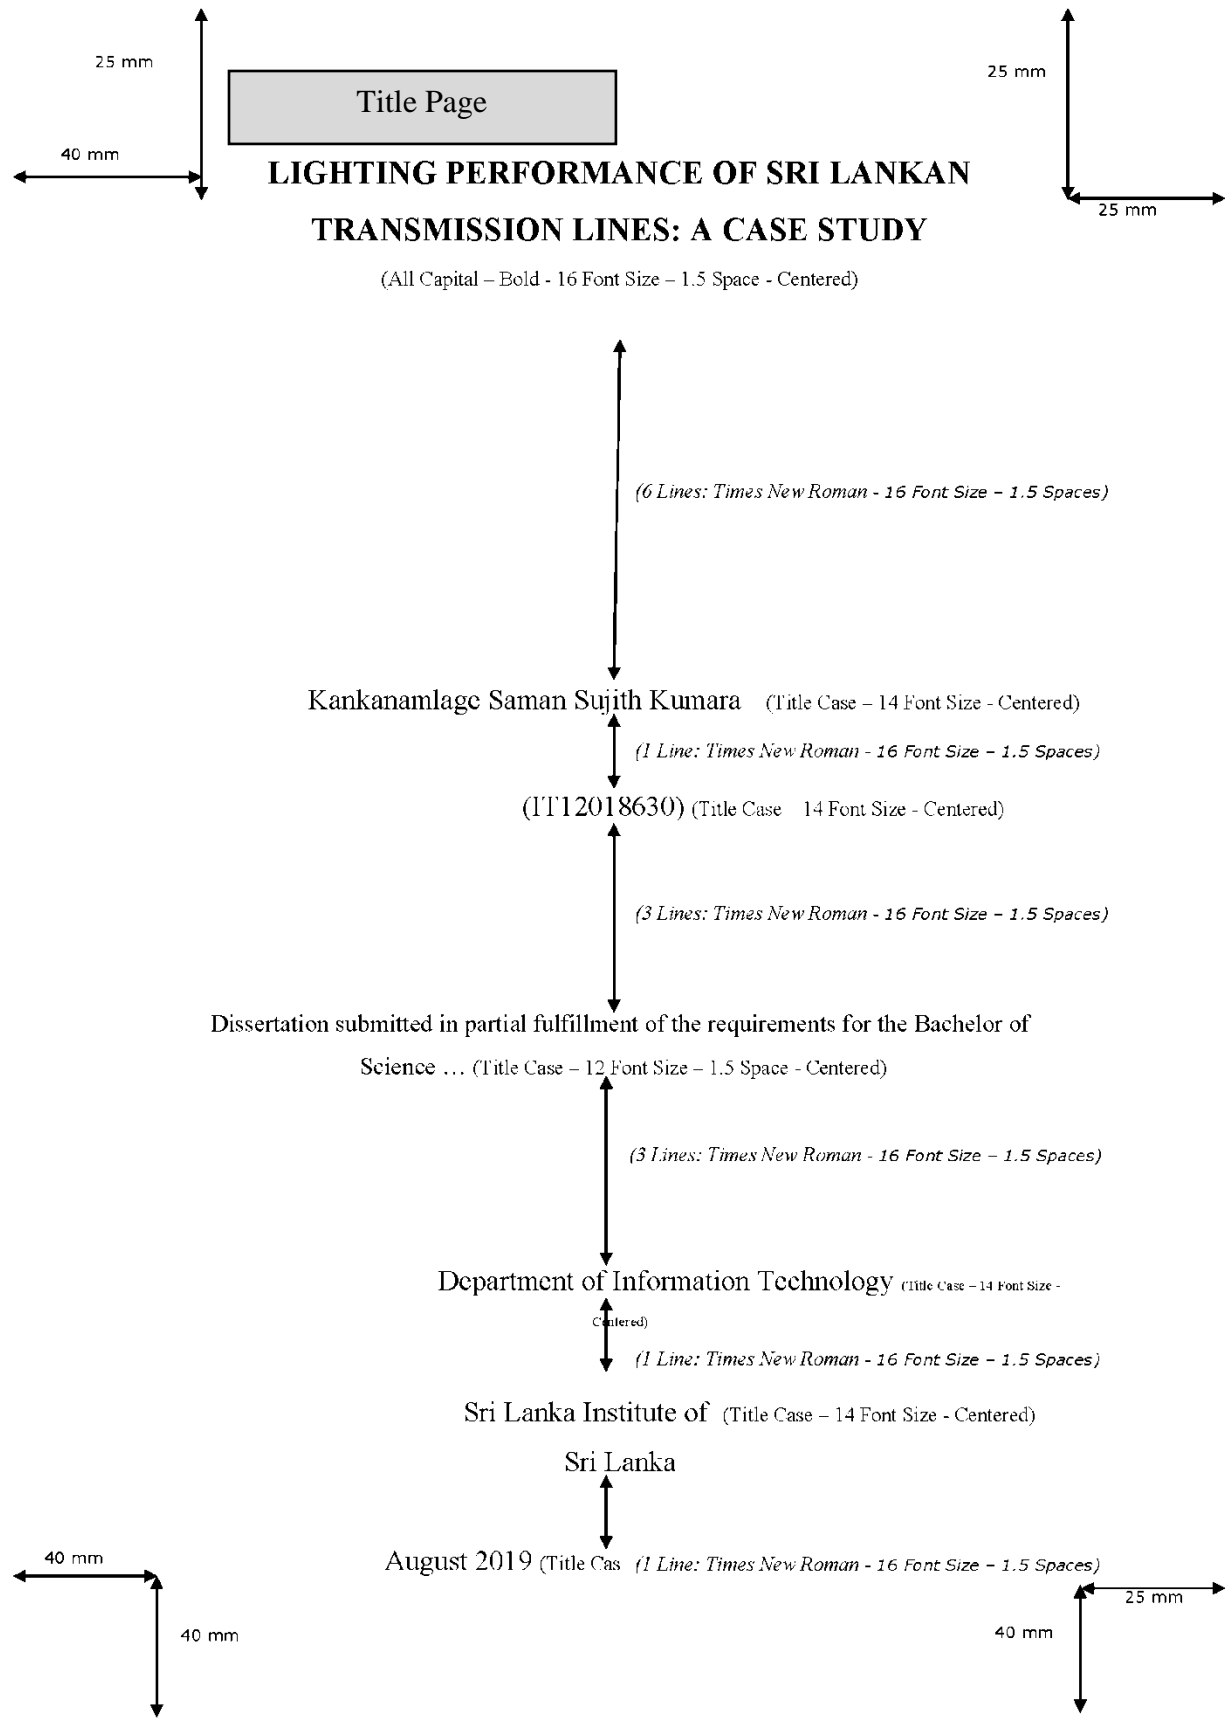 25 mm
25 mm
Title Page
40 mm
LIGHTING PERFORMANCE OF SRI LANKAN
25 mm
TRANSMISSION LINES: A CASE STUDY
(All Capital – Bold - 16 Font Size – 1.5 Space - Centered)
(6 Lines: Times New Roman - 16 Font Size – 1.5 Spaces)
Kankanamlage Saman Sujith Kumara (Title Case – 14 Font Size - Centered)
(1 Line: Times New Roman - 16 Font Size – 1.5 Spaces)
(IT12018630) (Title Case 14 Font Size - Centered)
(3 Lines: Times New Roman - 16 Font Size – 1.5 Spaces)
Dissertation submitted in partial fulfillment of the requirements for the Bachelor of
Science … (Title Case – 12 Font Size – 1.5 Space - Centered)
(3 Lines: Times New Roman - 16 Font Size – 1.5 Spaces)
Department of Information Technology (Title Case – 14 Font Size -
Centered)
(1 Line: Times New Roman - 16 Font Size – 1.5 Spaces)
Sri Lanka Institute of (Title Case – 14 Font Size - Centered)
Sri Lanka
40 mm
August 2019 (Title Cas (1 Line: Times New Roman - 16 Font Size – 1.5 Spaces)
25 mm
40 mm
40 mm